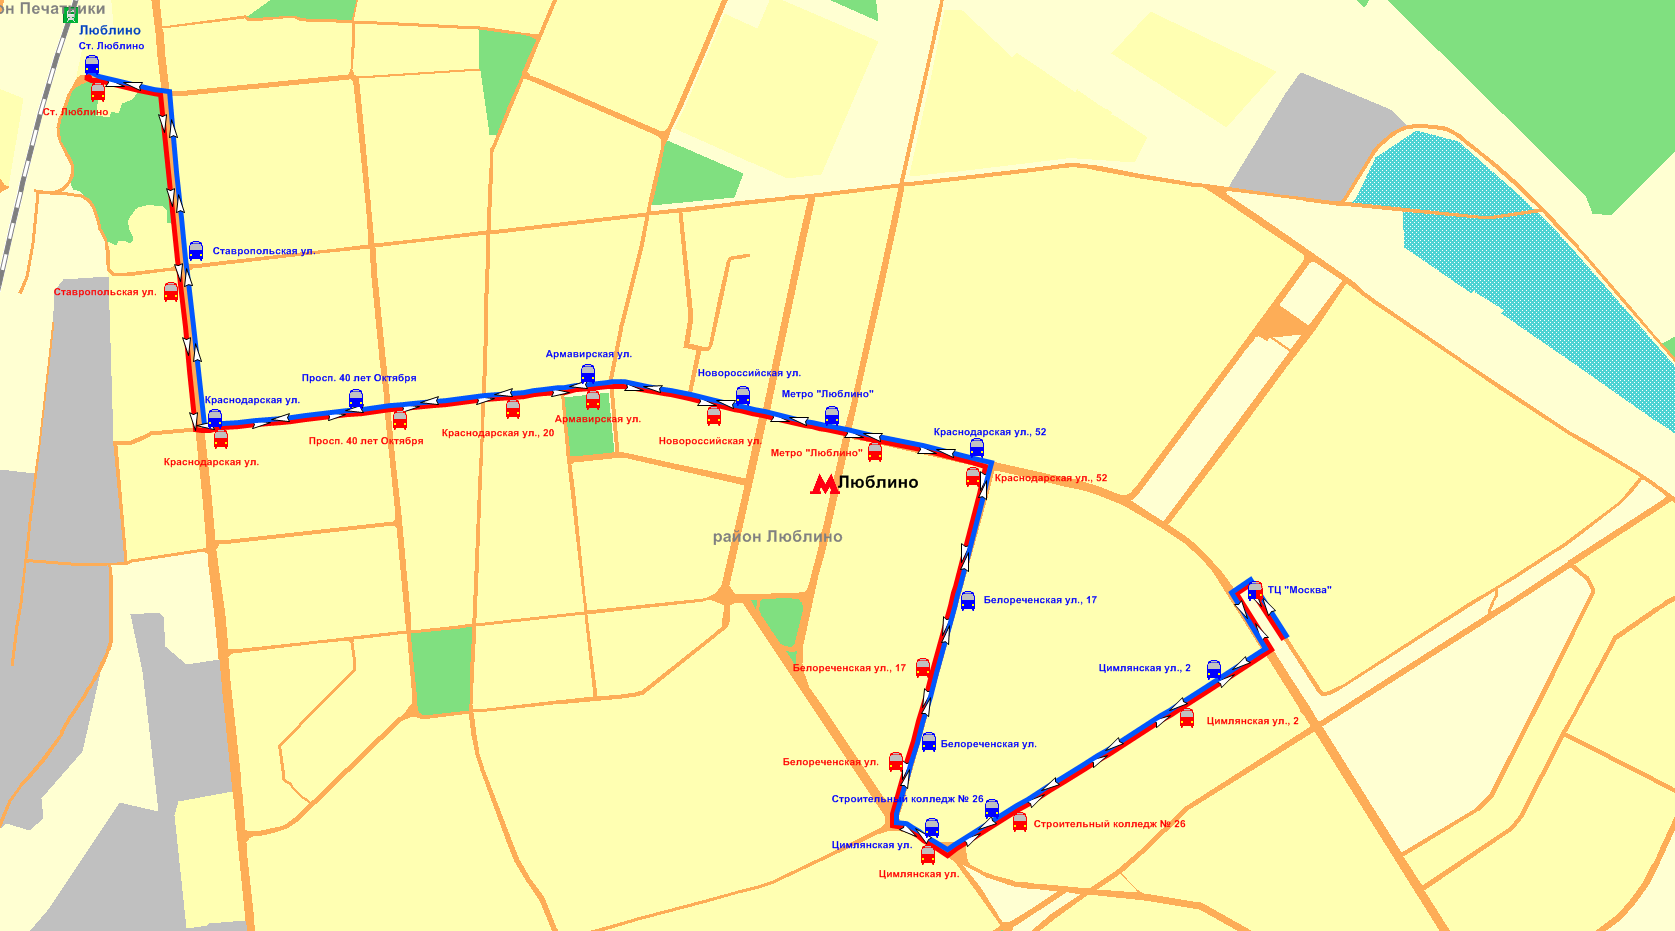 он Печатники
Люблино
Ст. Люблино
Ст. Люблино
Ставропольская ул.
Ставропольская ул.
Армавирская ул.
Новороссийская ул.
Просп. 40 лет Октября
Метро "Люблино"
Краснодарская ул.
Армавирская ул.
Краснодарская ул., 20
Краснодарская ул., 52
Просп. 40 лет Октября
Новороссийская ул.
Метро "Люблино"
Краснодарская ул.
Краснодарская ул., 52
Люблино
район Люблино
ТЦ "Москва"
Белореченская ул., 17
Белореченская ул., 17
Цимлянская ул., 2
Цимлянская ул., 2
Белореченская ул.
Белореченская ул.
Строительный колледж № 26
Строительный колледж № 26
Цимлянская ул.
Цимлянская ул.